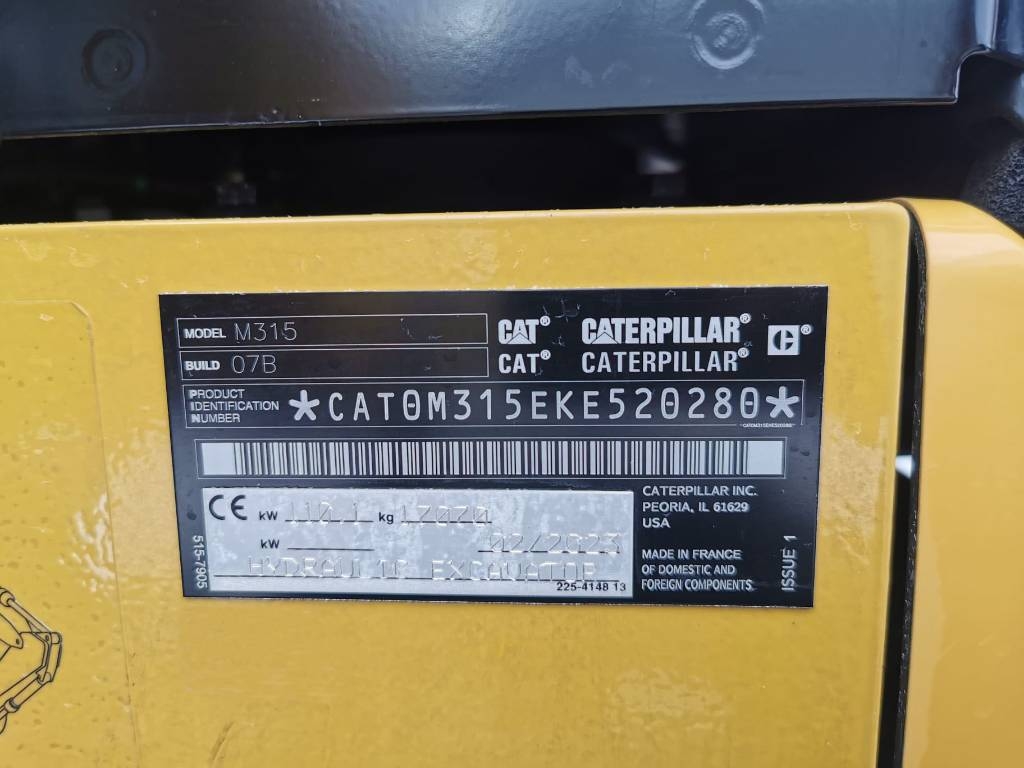 MODEL M315
BUILD 07B
CAT® CATERPILLAR® C®
CAT® CATERPILLAR®
PRODUCT IDENTIFICATION NUMBER *CAT0M315EKE520280*
CAT0M315EKE520280
CE kW 110.1 kg 17070
kW 02/2023
HYDRAULIC EXCAVATOR
225-4148 13
515-7905
CATERPILLAR INC.
PEORIA, IL 61629
USA
MADE IN FRANCE
OF DOMESTIC AND
FOREIGN COMPONENTS
ISSUE 1